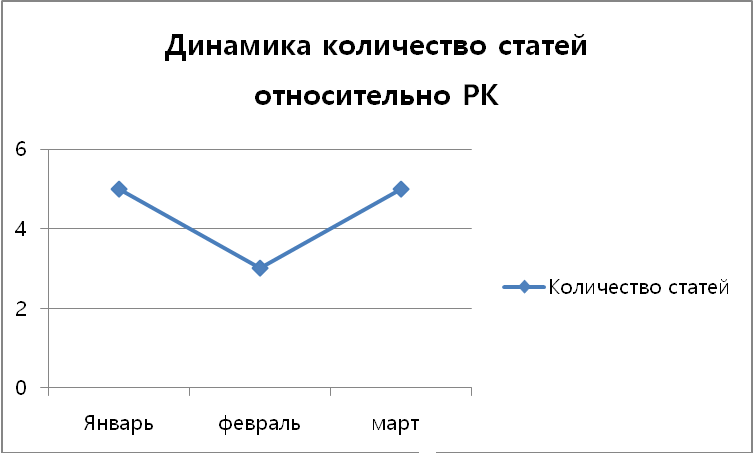 Динамика количество статей
относительно РК
6
4
2
0
Январь февраль март
Количество статей